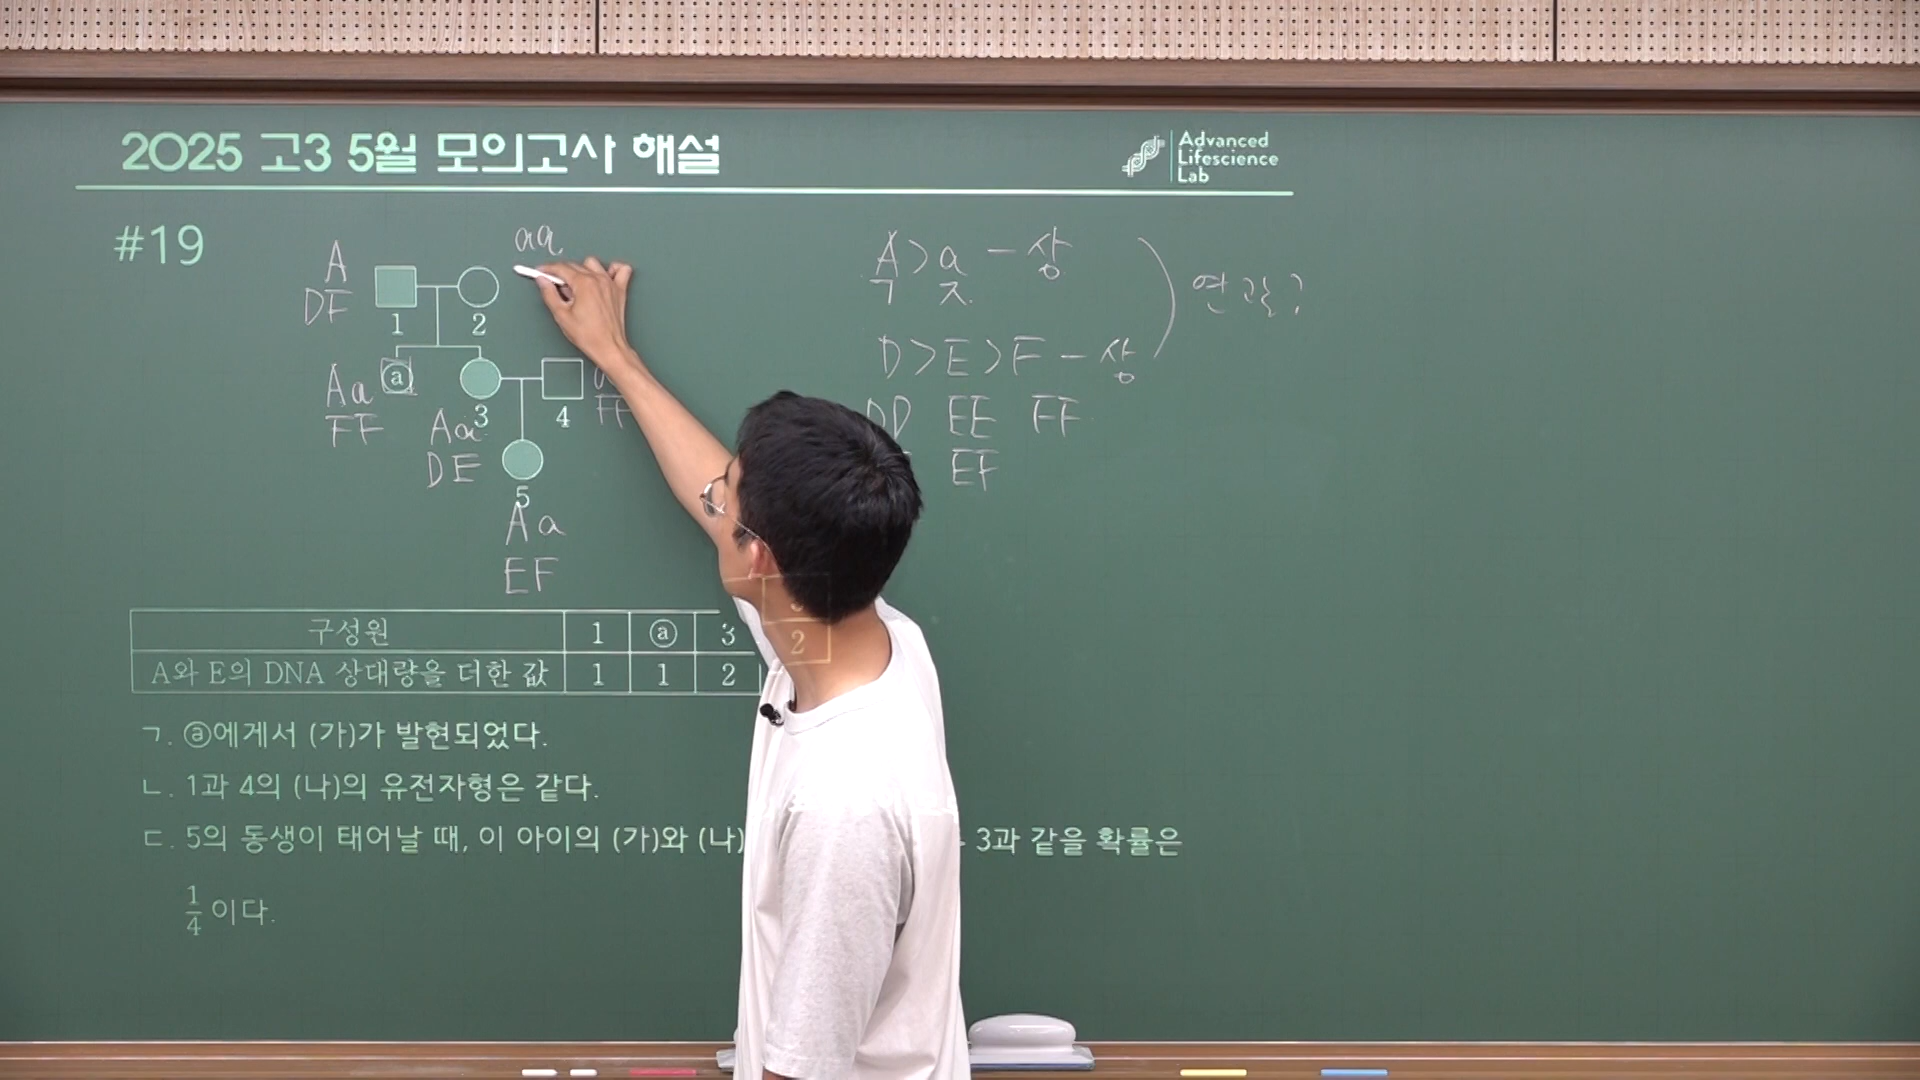 2025 고3 5월 모의고사 해설
Advanced
Lifescience
Lab
#19
A
DF
1
aa
2
Aa
FF
ⓐ
Aa
DE
3
4
FF
5
Aa
EF
A > a - 상
D > E > F - 상
연관?
DD EE FF
EF
구성원 1 ⓐ 3
A와 E의 DNA 상대량을 더한 값 1 1 2 2
ㄱ. ⓐ에게서 (가)가 발현되었다.
ㄴ. 1과 4의 (나)의 유전자형은 같다.
ㄷ. 5의 동생이 태어날 때, 이 아이의 (가)와 (나) 3과 같을 확률은
1/4 이다.